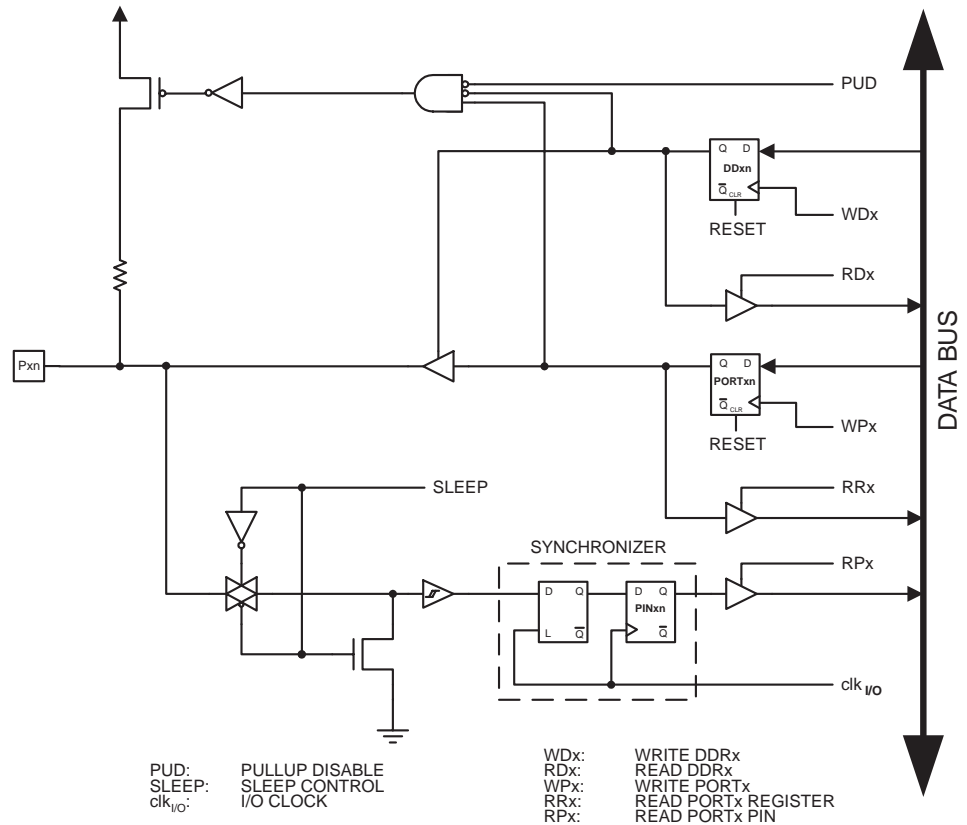 PUD
Q D
DDxn
Q CLR
WDx
RESET
RDx
Pxn
Q D
PORTxn
Q CLR
WPx
RESET
DATA BUS
SLEEP
RRx
SYNCHRONIZER
RPx
D Q
L Q
D Q
PINxn
Q
clk I/O
PUD: PULLUP DISABLE
SLEEP: SLEEP CONTROL
clkI/O: I/O CLOCK
WDx: WRITE DDRx
RDx: READ DDRx
WPx: WRITE PORTx
RRx: READ PORTx REGISTER
RPx: READ PORTx PIN